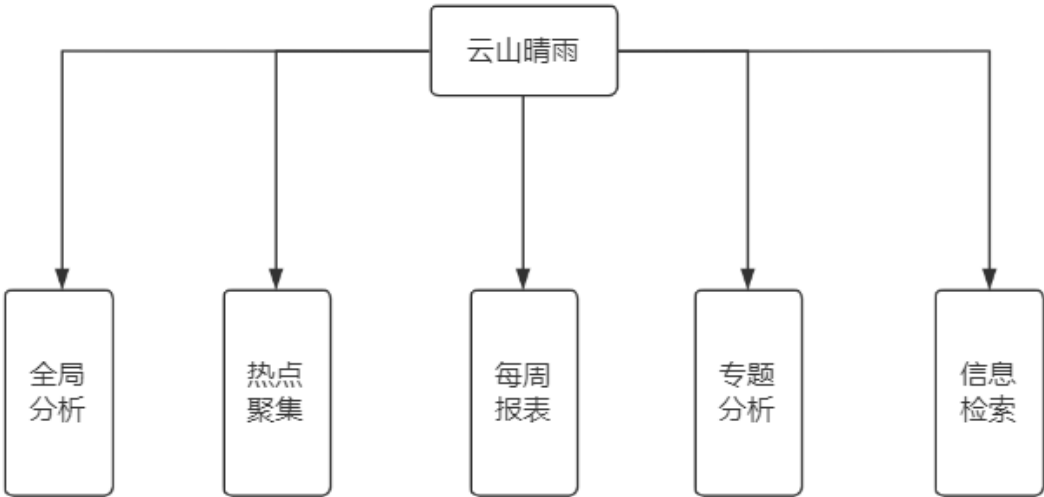 云山晴雨
全局
分析
热点
聚集
每周
报表
专题
分析
信息
检索